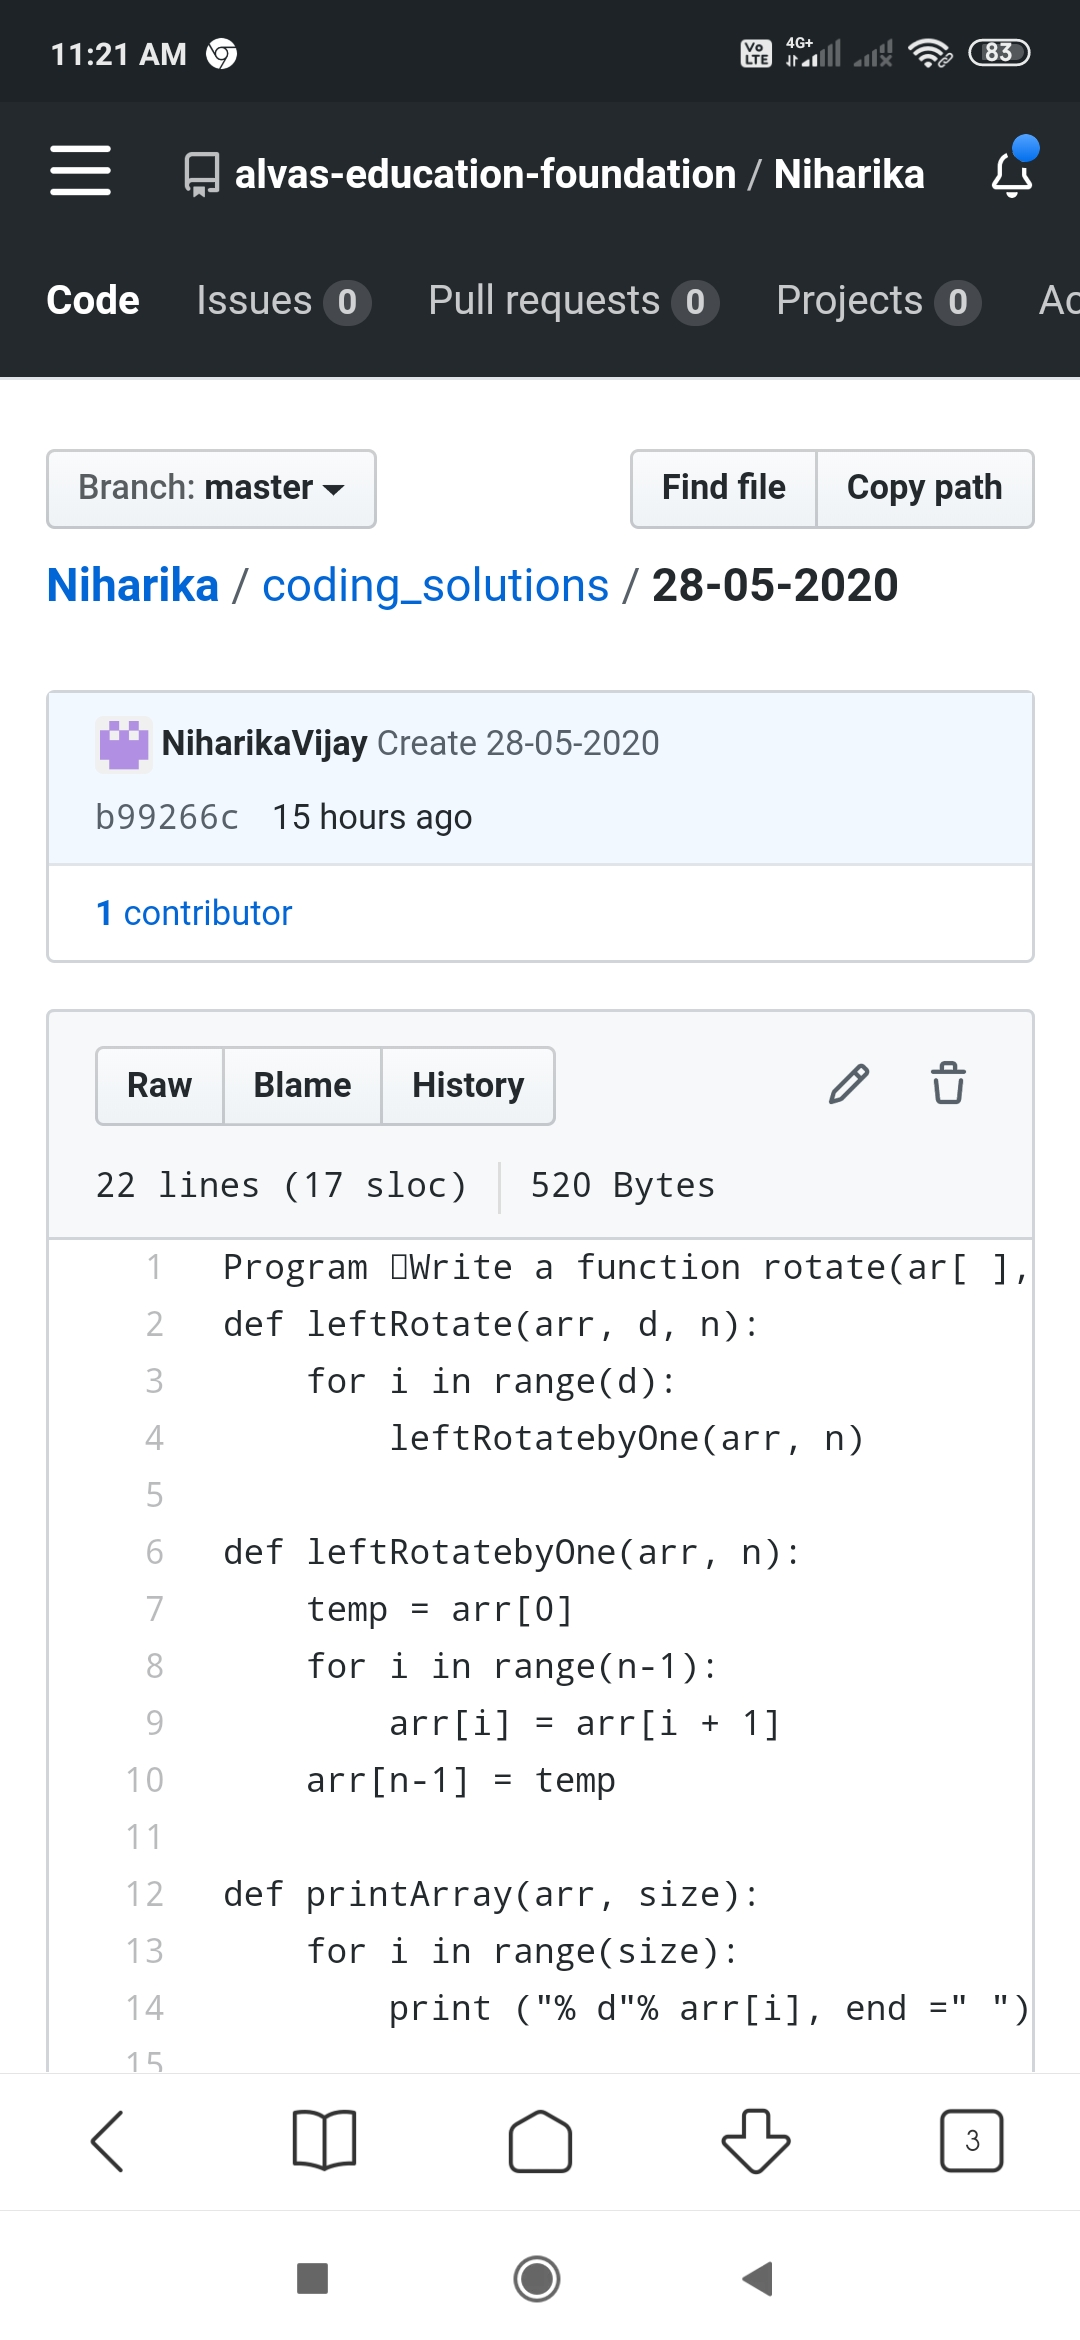 11:21 AM Vo LTE 4G+ 83
alvas-education-foundation / Niharika
Code Issues 0 Pull requests 0 Projects 0 Ac
Branch: master Find file Copy path
Niharika / coding_solutions / 28-05-2020
NiharikaVijay Create 28-05-2020
b99266c 15 hours ago
1 contributor
Raw Blame History
22 lines (17 sloc) 520 Bytes
1 Program Write a function rotate(ar[ ],
2 def leftRotate(arr, d, n):
3     for i in range(d):
4         leftRotatebyOne(arr, n)
5
6 def leftRotatebyOne(arr, n):
7     temp = arr[0]
8     for i in range(n-1):
9         arr[i] = arr[i + 1]
10     arr[n-1] = temp
11
12 def printArray(arr, size):
13     for i in range(size):
14         print ("% d"% arr[i], end =" ")
15
3